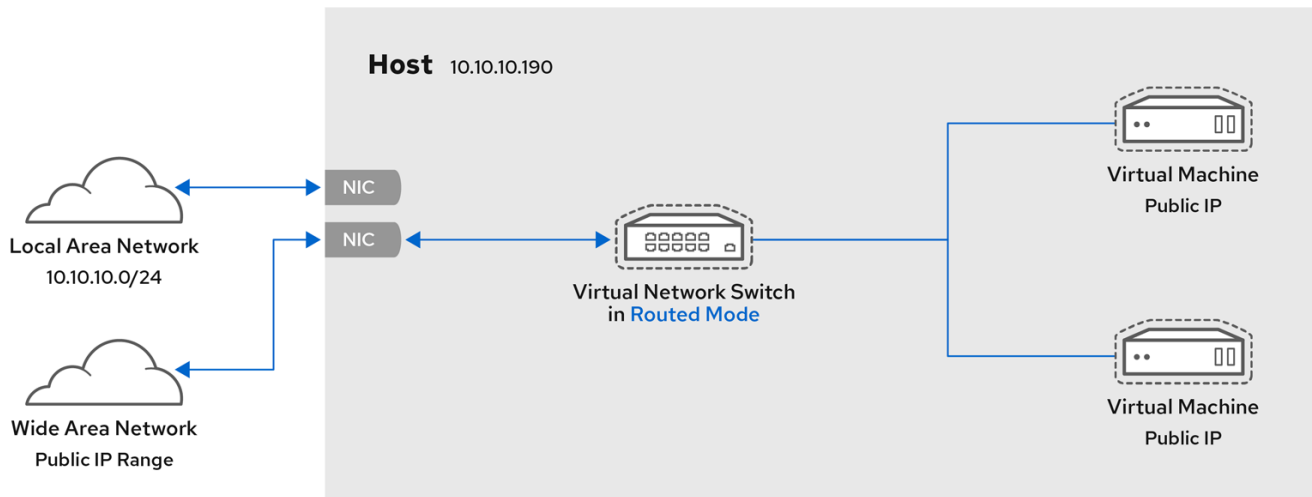 Host 10.10.10.190
NIC
Local Area Network
10.10.10.0/24
NIC
Virtual Network Switch
in Routed Mode
Virtual Machine
Public IP
Wide Area Network
Public IP Range
Virtual Machine
Public IP